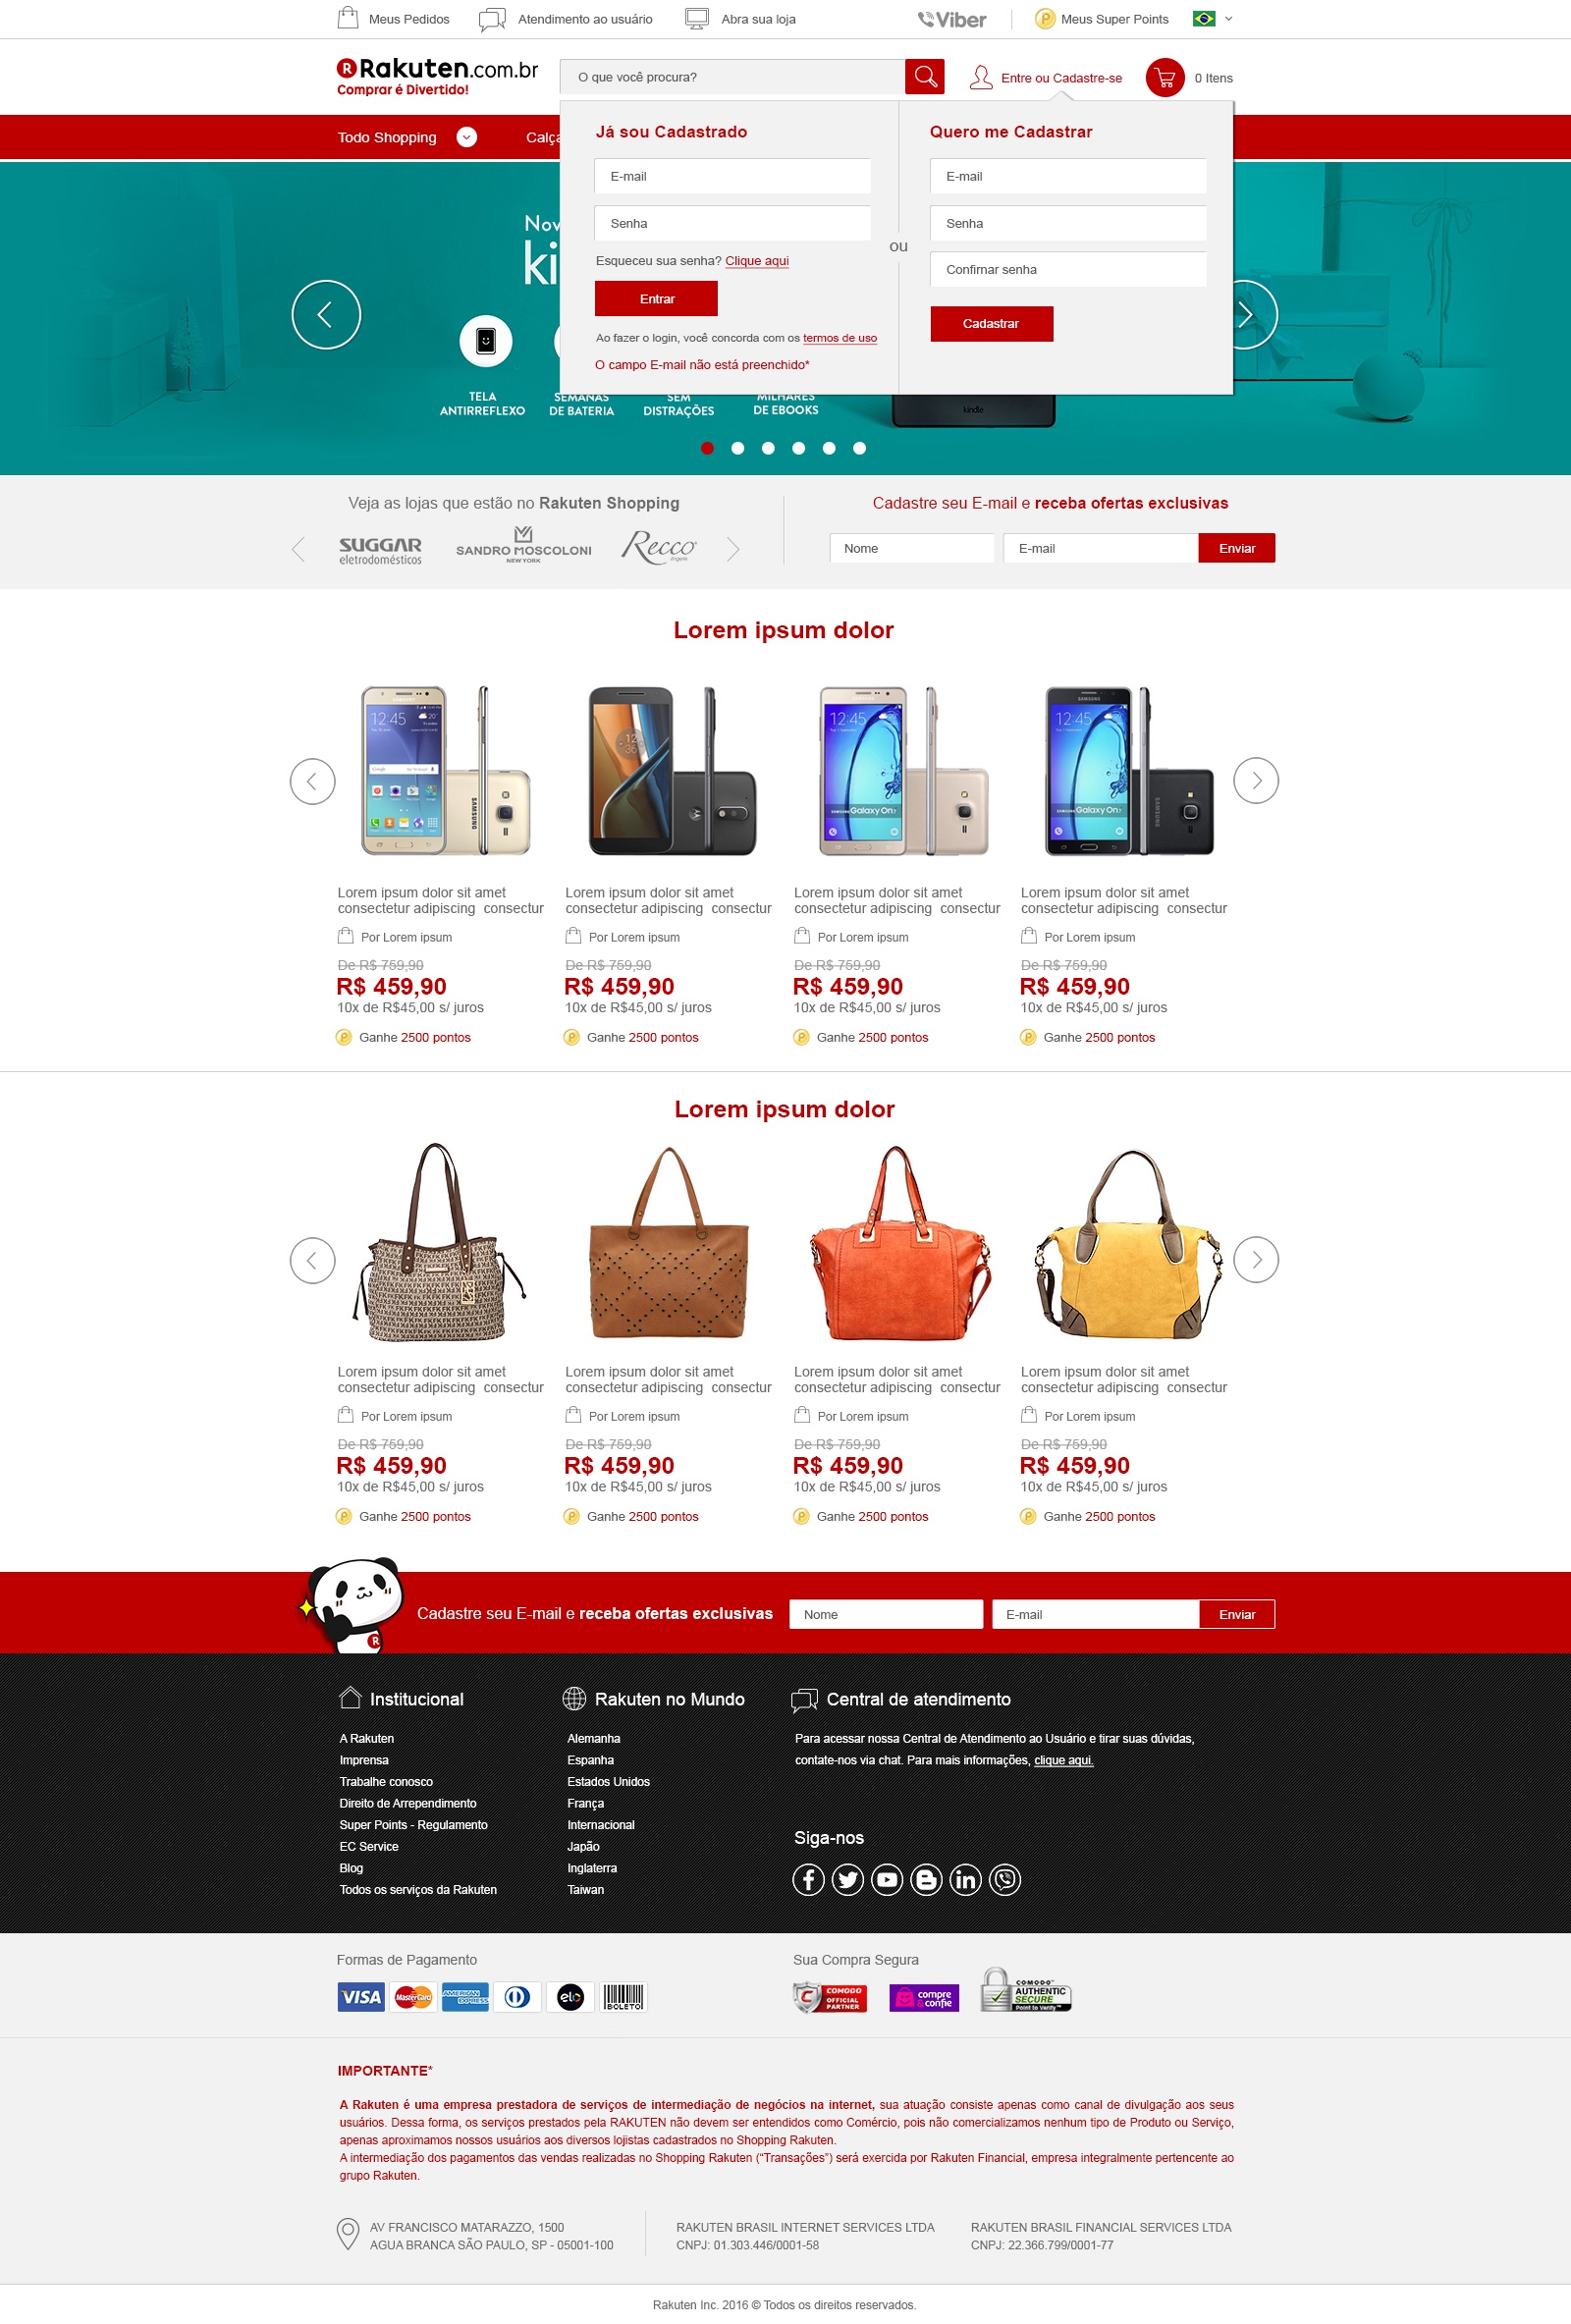 Meus Pedidos
Atendimento ao usuário
Abra sua loja
Viber
Meus Super Points
R Rakuten.com.br
Comprar é Divertido!
O que você procura?
Entre ou Cadastre-se
0 Itens
Todo Shopping
Calça
Já sou Cadastrado
E-mail
Senha
Esqueceu sua senha? Clique aqui
Entrar
Ao fazer o login, você concorda com os termos de uso
O campo E-mail não está preenchido*
ou
Quero me Cadastrar
E-mail
Senha
Confirnar senha
Cadastrar
Nov
ki
TELA
ANTIRREFLEXO
SEMANAS
DE BATERIA
SEM
DISTRAÇÕES
MILHARES
DE EBOOKS
kindle
Veja as lojas que estão no Rakuten Shopping
SUGGAR
eletrodomésticos
SANDRO MOSCOLONI
NEW YORK
Recco
lingerie
Cadastre seu E-mail e receba ofertas exclusivas
Nome
E-mail
Enviar
Lorem ipsum dolor
12:45
SAMSUNG
12:45
Galaxy On7
SAMSUNG
12:45
Galaxy On7
SAMSUNG
Lorem ipsum dolor sit amet
consectetur adipiscing consectur
Por Lorem ipsum
De R$ 759,90
R$ 459,90
10x de R$45,00 s/ juros
Ganhe 2500 pontos
Lorem ipsum dolor sit amet
consectetur adipiscing consectur
Por Lorem ipsum
De R$ 759,90
R$ 459,90
10x de R$45,00 s/ juros
Ganhe 2500 pontos
Lorem ipsum dolor sit amet
consectetur adipiscing consectur
Por Lorem ipsum
De R$ 759,90
R$ 459,90
10x de R$45,00 s/ juros
Ganhe 2500 pontos
Lorem ipsum dolor sit amet
consectetur adipiscing consectur
Por Lorem ipsum
De R$ 759,90
R$ 459,90
10x de R$45,00 s/ juros
Ganhe 2500 pontos
Lorem ipsum dolor
Lorem ipsum dolor sit amet
consectetur adipiscing consectur
Por Lorem ipsum
De R$ 759,90
R$ 459,90
10x de R$45,00 s/ juros
Ganhe 2500 pontos
Lorem ipsum dolor sit amet
consectetur adipiscing consectur
Por Lorem ipsum
De R$ 759,90
R$ 459,90
10x de R$45,00 s/ juros
Ganhe 2500 pontos
Lorem ipsum dolor sit amet
consectetur adipiscing consectur
Por Lorem ipsum
De R$ 759,90
R$ 459,90
10x de R$45,00 s/ juros
Ganhe 2500 pontos
Lorem ipsum dolor sit amet
consectetur adipiscing consectur
Por Lorem ipsum
De R$ 759,90
R$ 459,90
10x de R$45,00 s/ juros
Ganhe 2500 pontos
R
Cadastre seu E-mail e receba ofertas exclusivas
Nome
E-mail
Enviar
Institucional
A Rakuten
Imprensa
Trabalhe conosco
Direito de Arrependimento
Super Points - Regulamento
EC Service
Blog
Todos os serviços da Rakuten
Rakuten no Mundo
Alemanha
Espanha
Estados Unidos
França
Internacional
Japão
Inglaterra
Taiwan
Central de atendimento
Para acessar nossa Central de Atendimento ao Usuário e tirar suas dúvidas,
contate-nos via chat. Para mais informações, clique aqui.
Siga-nos
Formas de Pagamento
VISA
MasterCard
AMERICAN EXPRESS
elo
BOLETO
Sua Compra Segura
COMODO
OFFICIAL
PARTNER
compre
&confie
COMODO
AUTHENTIC
SECURE
Point to Verify™
IMPORTANTE*
A Rakuten é uma empresa prestadora de serviços de intermediação de negócios na internet, sua atuação consiste apenas como canal de divulgação aos seus
usuários. Dessa forma, os serviços prestados pela RAKUTEN não devem ser entendidos como Comércio, pois não comercializamos nenhum tipo de Produto ou Serviço,
apenas aproximamos nossos usuários aos diversos lojistas cadastrados no Shopping Rakuten.
A intermediação dos pagamentos das vendas realizadas no Shopping Rakuten (“Transações”) será exercida por Rakuten Financial, empresa integralmente pertencente ao
grupo Rakuten.
AV FRANCISCO MATARAZZO, 1500
AGUA BRANCA SÃO PAULO, SP - 05001-100
RAKUTEN BRASIL INTERNET SERVICES LTDA
CNPJ: 01.303.446/0001-58
RAKUTEN BRASIL FINANCIAL SERVICES LTDA
CNPJ: 22.366.799/0001-77
Rakuten Inc. 2016 © Todos os direitos reservados.